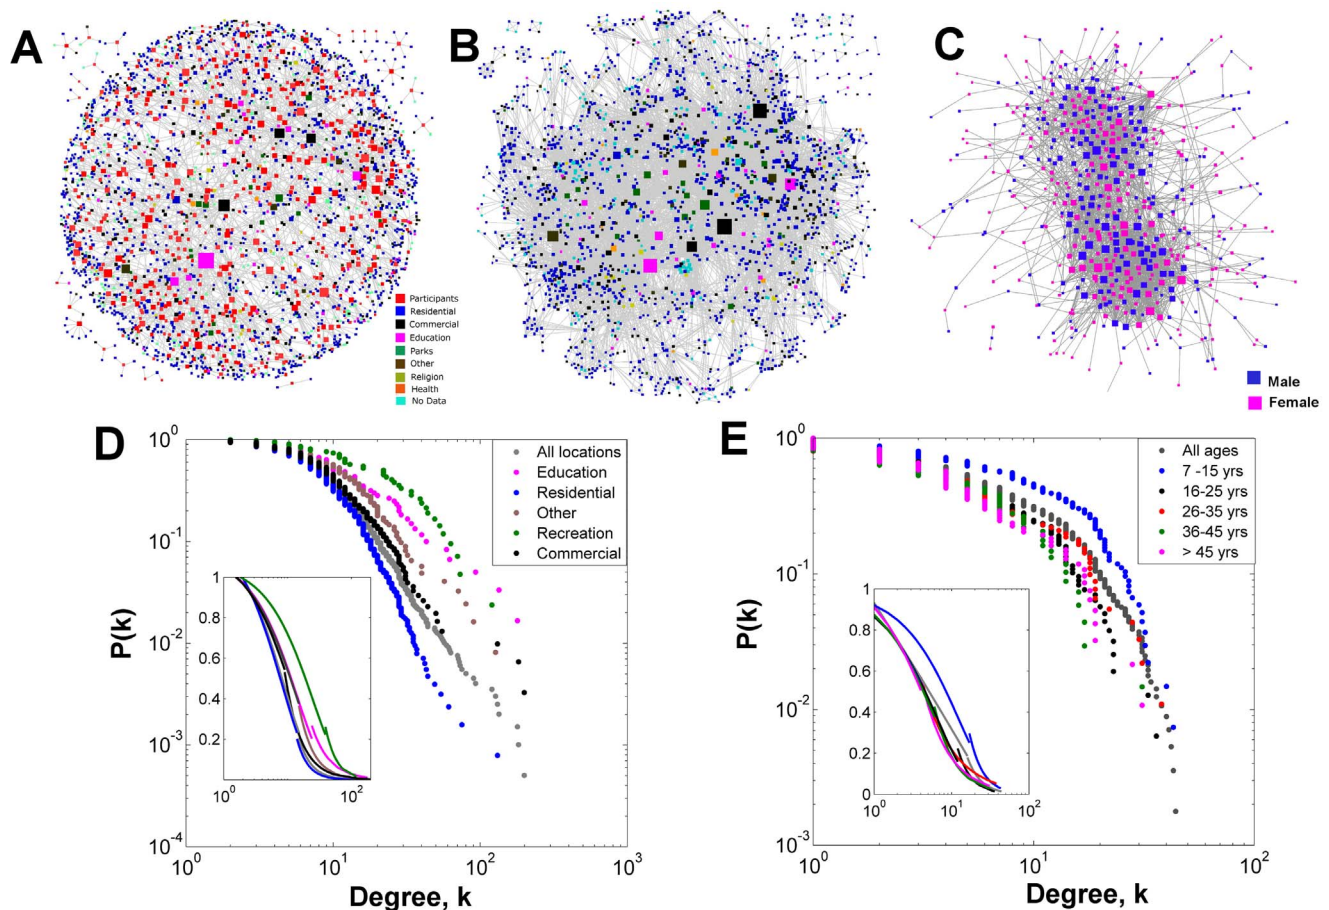 A
B
C
Participants
Residential
Commercial
Education
Parks
Other
Religion
Health
No Data
Male
Female
D
10^0
10^-1
10^-2
10^-3
10^-4
P(k)
All locations
Education
Residential
Other
Recreation
Commercial
1
0.8
0.6
0.4
0.2
10^0
10^2
10^0
10^1
10^2
10^3
Degree, k
E
10^0
10^-1
10^-2
10^-3
P(k)
All ages
7 -15 yrs
16-25 yrs
26-35 yrs
36-45 yrs
> 45 yrs
1
0.8
0.6
0.4
0.2
0
10^0
10^1
10^2
10^0
10^1
10^2
Degree, k